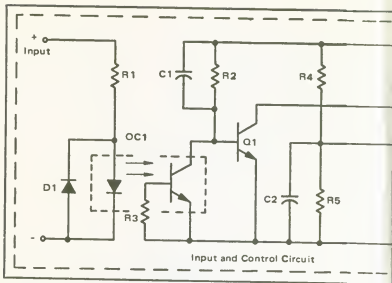 +
Input
R1
C1
R2
R4
OC1
Q1
D1
R3
C2
R5
-
Input and Control Circuit